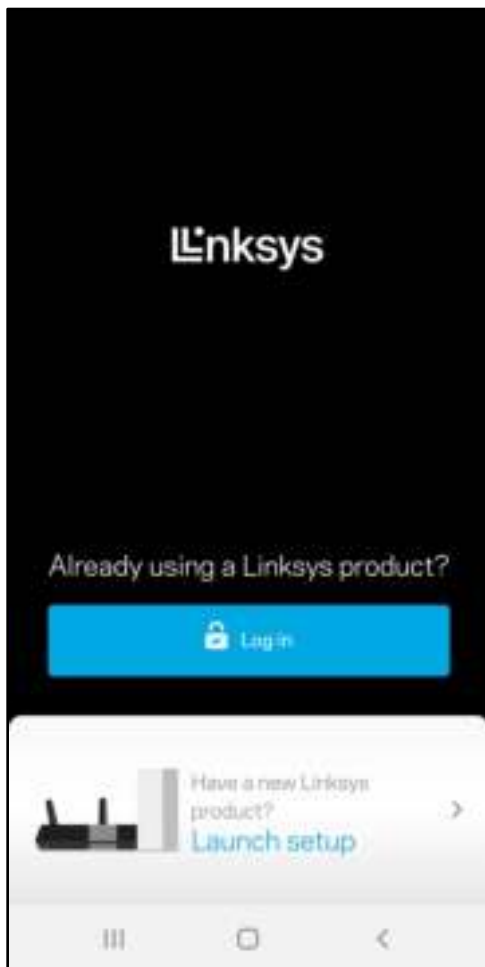 Linksys
Already using a Linksys product?
Log in
Have a new Linksys
product?
Launch setup